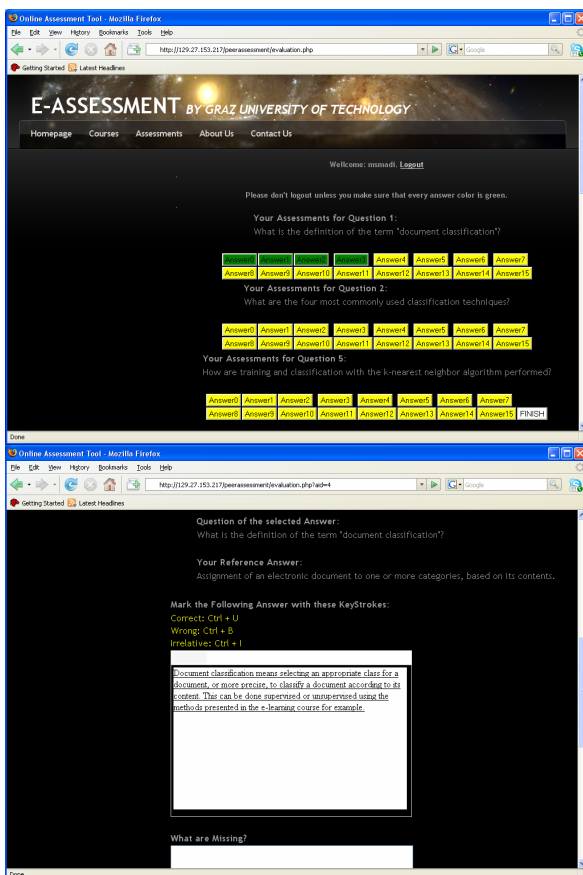 Online Assessment Tool - Mozilla Firefox
File Edit View History Bookmarks Tools Help
http://129.27.153.217/peerassessment/evaluation.php
Google
Getting Started Latest Headlines
E-ASSESSMENT BY GRAZ UNIVERSITY OF TECHNOLOGY
Homepage Courses Assessments About Us Contact Us
Wellcome: msmadi. Logout
Please don't logout unless you make sure that every answer color is green.
Your Assessments for Question 1:
What is the definition of the term "document classification"?
Answer0 Answer1 Answer2 Answer3 Answer4 Answer5 Answer6 Answer7
Answer8 Answer9 Answer10 Answer11 Answer12 Answer13 Answer14 Answer15
Your Assessments for Question 2:
What are the four most commonly used classification techniques?
Answer0 Answer1 Answer2 Answer3 Answer4 Answer5 Answer6 Answer7
Answer8 Answer9 Answer10 Answer11 Answer12 Answer13 Answer14 Answer15
Your Assessments for Question 5:
How are training and classification with the k-nearest neighbor algorithm performed?
Answer0 Answer1 Answer2 Answer3 Answer4 Answer5 Answer6 Answer7
Answer8 Answer9 Answer10 Answer11 Answer12 Answer13 Answer14 Answer15 FINISH
Done
Online Assessment Tool - Mozilla Firefox
File Edit View History Bookmarks Tools Help
http://129.27.153.217/peerassessment/evaluation.php?aid=4
Google
Getting Started Latest Headlines
Question of the selected Answer:
What is the definition of the term "document classification"?
Your Reference Answer:
Assignment of an electronic document to one or more categories, based on its contents.
Mark the Following Answer with these KeyStrokes:
Correct: Ctrl + U
Wrong: Ctrl + B
Irrelative: Ctrl + I
Document classification means selecting an appropriate class for a
document, or more precise, to classify a document according to its
content. This can be done supervised or unsupervised using the
methods presented in the e-learning course for example.
What are Missing?
Done